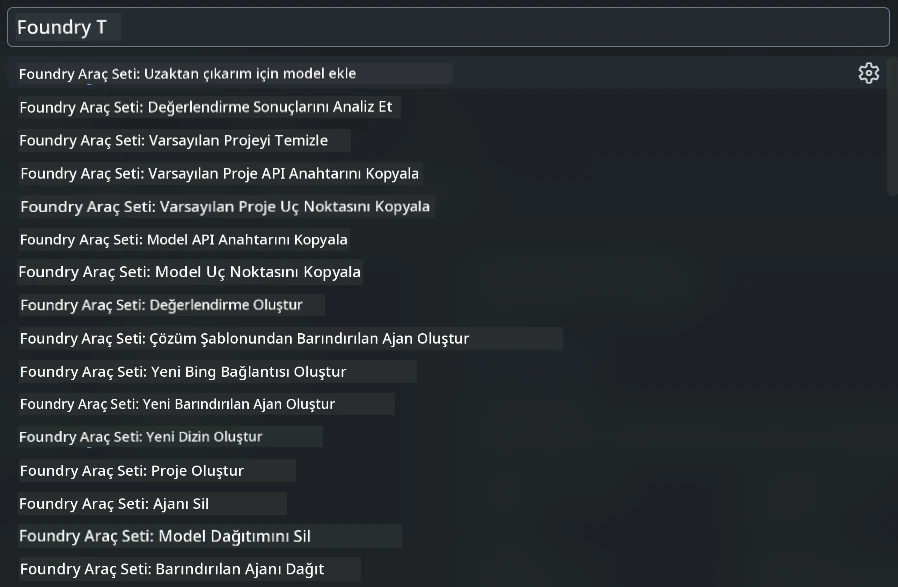 Foundry T
Foundry Araç Seti: Uzaktan çıkarım için model ekle
Foundry Araç Seti: Değerlendirme Sonuçlarını Analiz Et
Foundry Araç Seti: Varsayılan Projeyi Temizle
Foundry Araç Seti: Varsayılan Proje API Anahtarını Kopyala
Foundry Araç Seti: Varsayılan Proje Uç Noktasını Kopyala
Foundry Araç Seti: Model API Anahtarını Kopyala
Foundry Araç Seti: Model Uç Noktasını Kopyala
Foundry Araç Seti: Değerlendirme Oluştur
Foundry Araç Seti: Çözüm Şablonundan Barındırılan Ajan Oluştur
Foundry Araç Seti: Yeni Bing Bağlantısı Oluştur
Foundry Araç Seti: Yeni Barındırılan Ajan Oluştur
Foundry Araç Seti: Yeni Dizin Oluştur
Foundry Araç Seti: Proje Oluştur
Foundry Araç Seti: Ajanı Sil
Foundry Araç Seti: Model Dağıtımını Sil
Foundry Araç Seti: Barındırılan Ajanı Dağıt